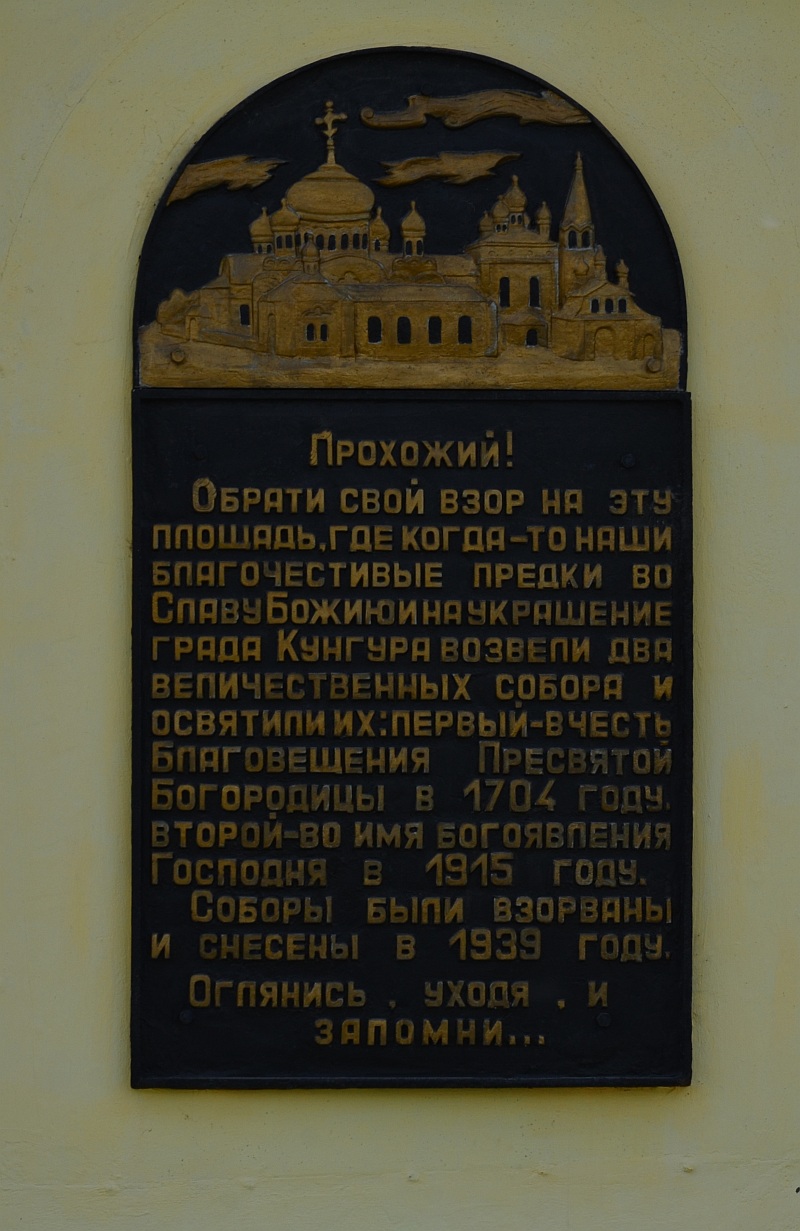 Прохожий!
Обрати свой взор на эту
площадь, где когда-то наши
благочестивые предки во
Славу Божию и на украшение
града Кунгура возвели два
величественных собора и
освятили их: первый-в честь
Благовещения Пресвятой
Богородицы в 1704 году.
второй-во имя Богоявления
Господня в 1915 году.
Соборы были взорваны
и снесены в 1939 году.
Оглянись, уходя, и
запомни...